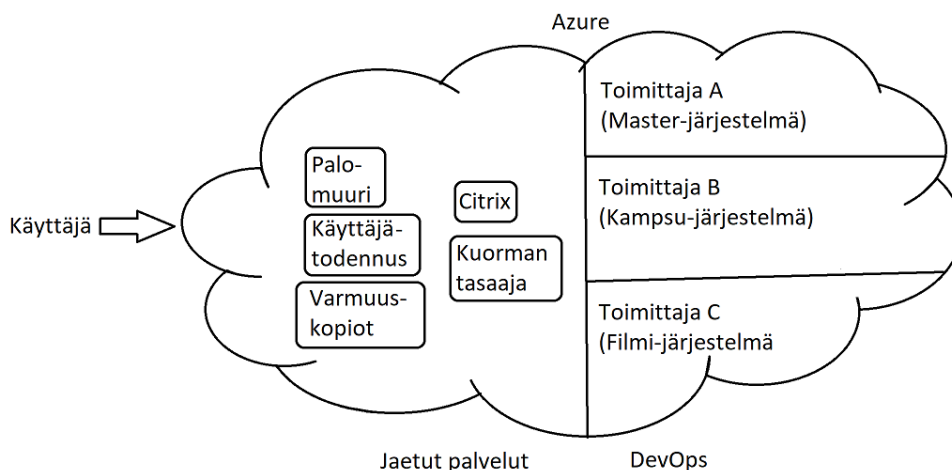 Azure
Toimittaja A
(Master-järjestelmä)
Palo-
muuri
Citrix
Toimittaja B
(Kampsu-järjestelmä)
Käyttäjä
Käyttäjä-
todennus
Kuorman
tasaaja
Varmuus-
kopiot
Toimittaja C
(Filmi-järjestelmä
Jaetut palvelut
DevOps